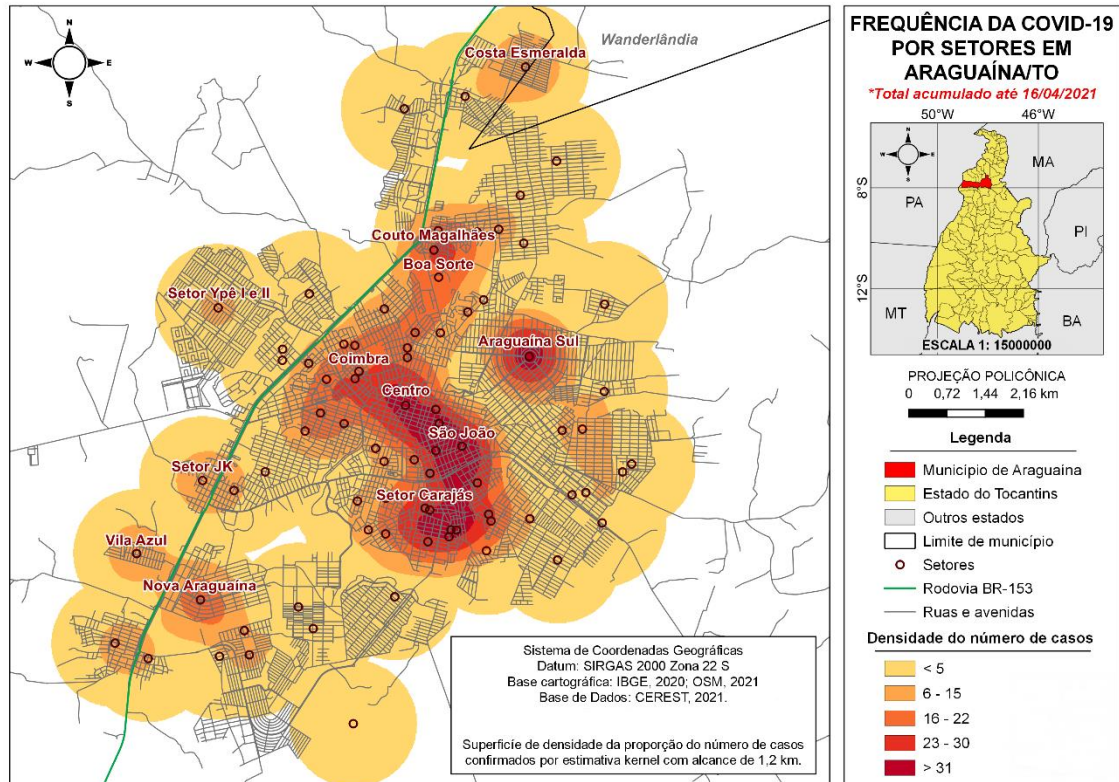 N
W
E
S
Wanderlândia
Costa Esmeralda
Couto Magalhães
Boa Sorte
Setor Ypê I e II
Araguaína Sul
Coimbra
Centro
São João
Setor JK
Setor Carajás
Vila Azul
Nova Araguaína
Sistema de Coordenadas Geográficas
Datum: SIRGAS 2000 Zona 22 S
Base cartográfica: IBGE, 2020; OSM, 2021
Base de Dados: CEREST, 2021.
Superfície de densidade da proporção do número de casos
confirmados por estimativa kernel com alcance de 1,2 km.
FREQUÊNCIA DA COVID-19
POR SETORES EM
ARAGUAÍNA/TO
*Total acumulado até 16/04/2021
50°W 46°W
N
W
E
S
MA
8°S
PA
PI
12°S
MT
BA
ESCALA 1: 15000000
PROJEÇÃO POLICÔNICA
0 0,72 1,44 2,16 km
Legenda
Município de Araguaina
Estado do Tocantins
Outros estados
Limite de município
Setores
Rodovia BR-153
Ruas e avenidas
Densidade do número de casos
< 5
6 - 15
16 - 22
23 - 30
> 31